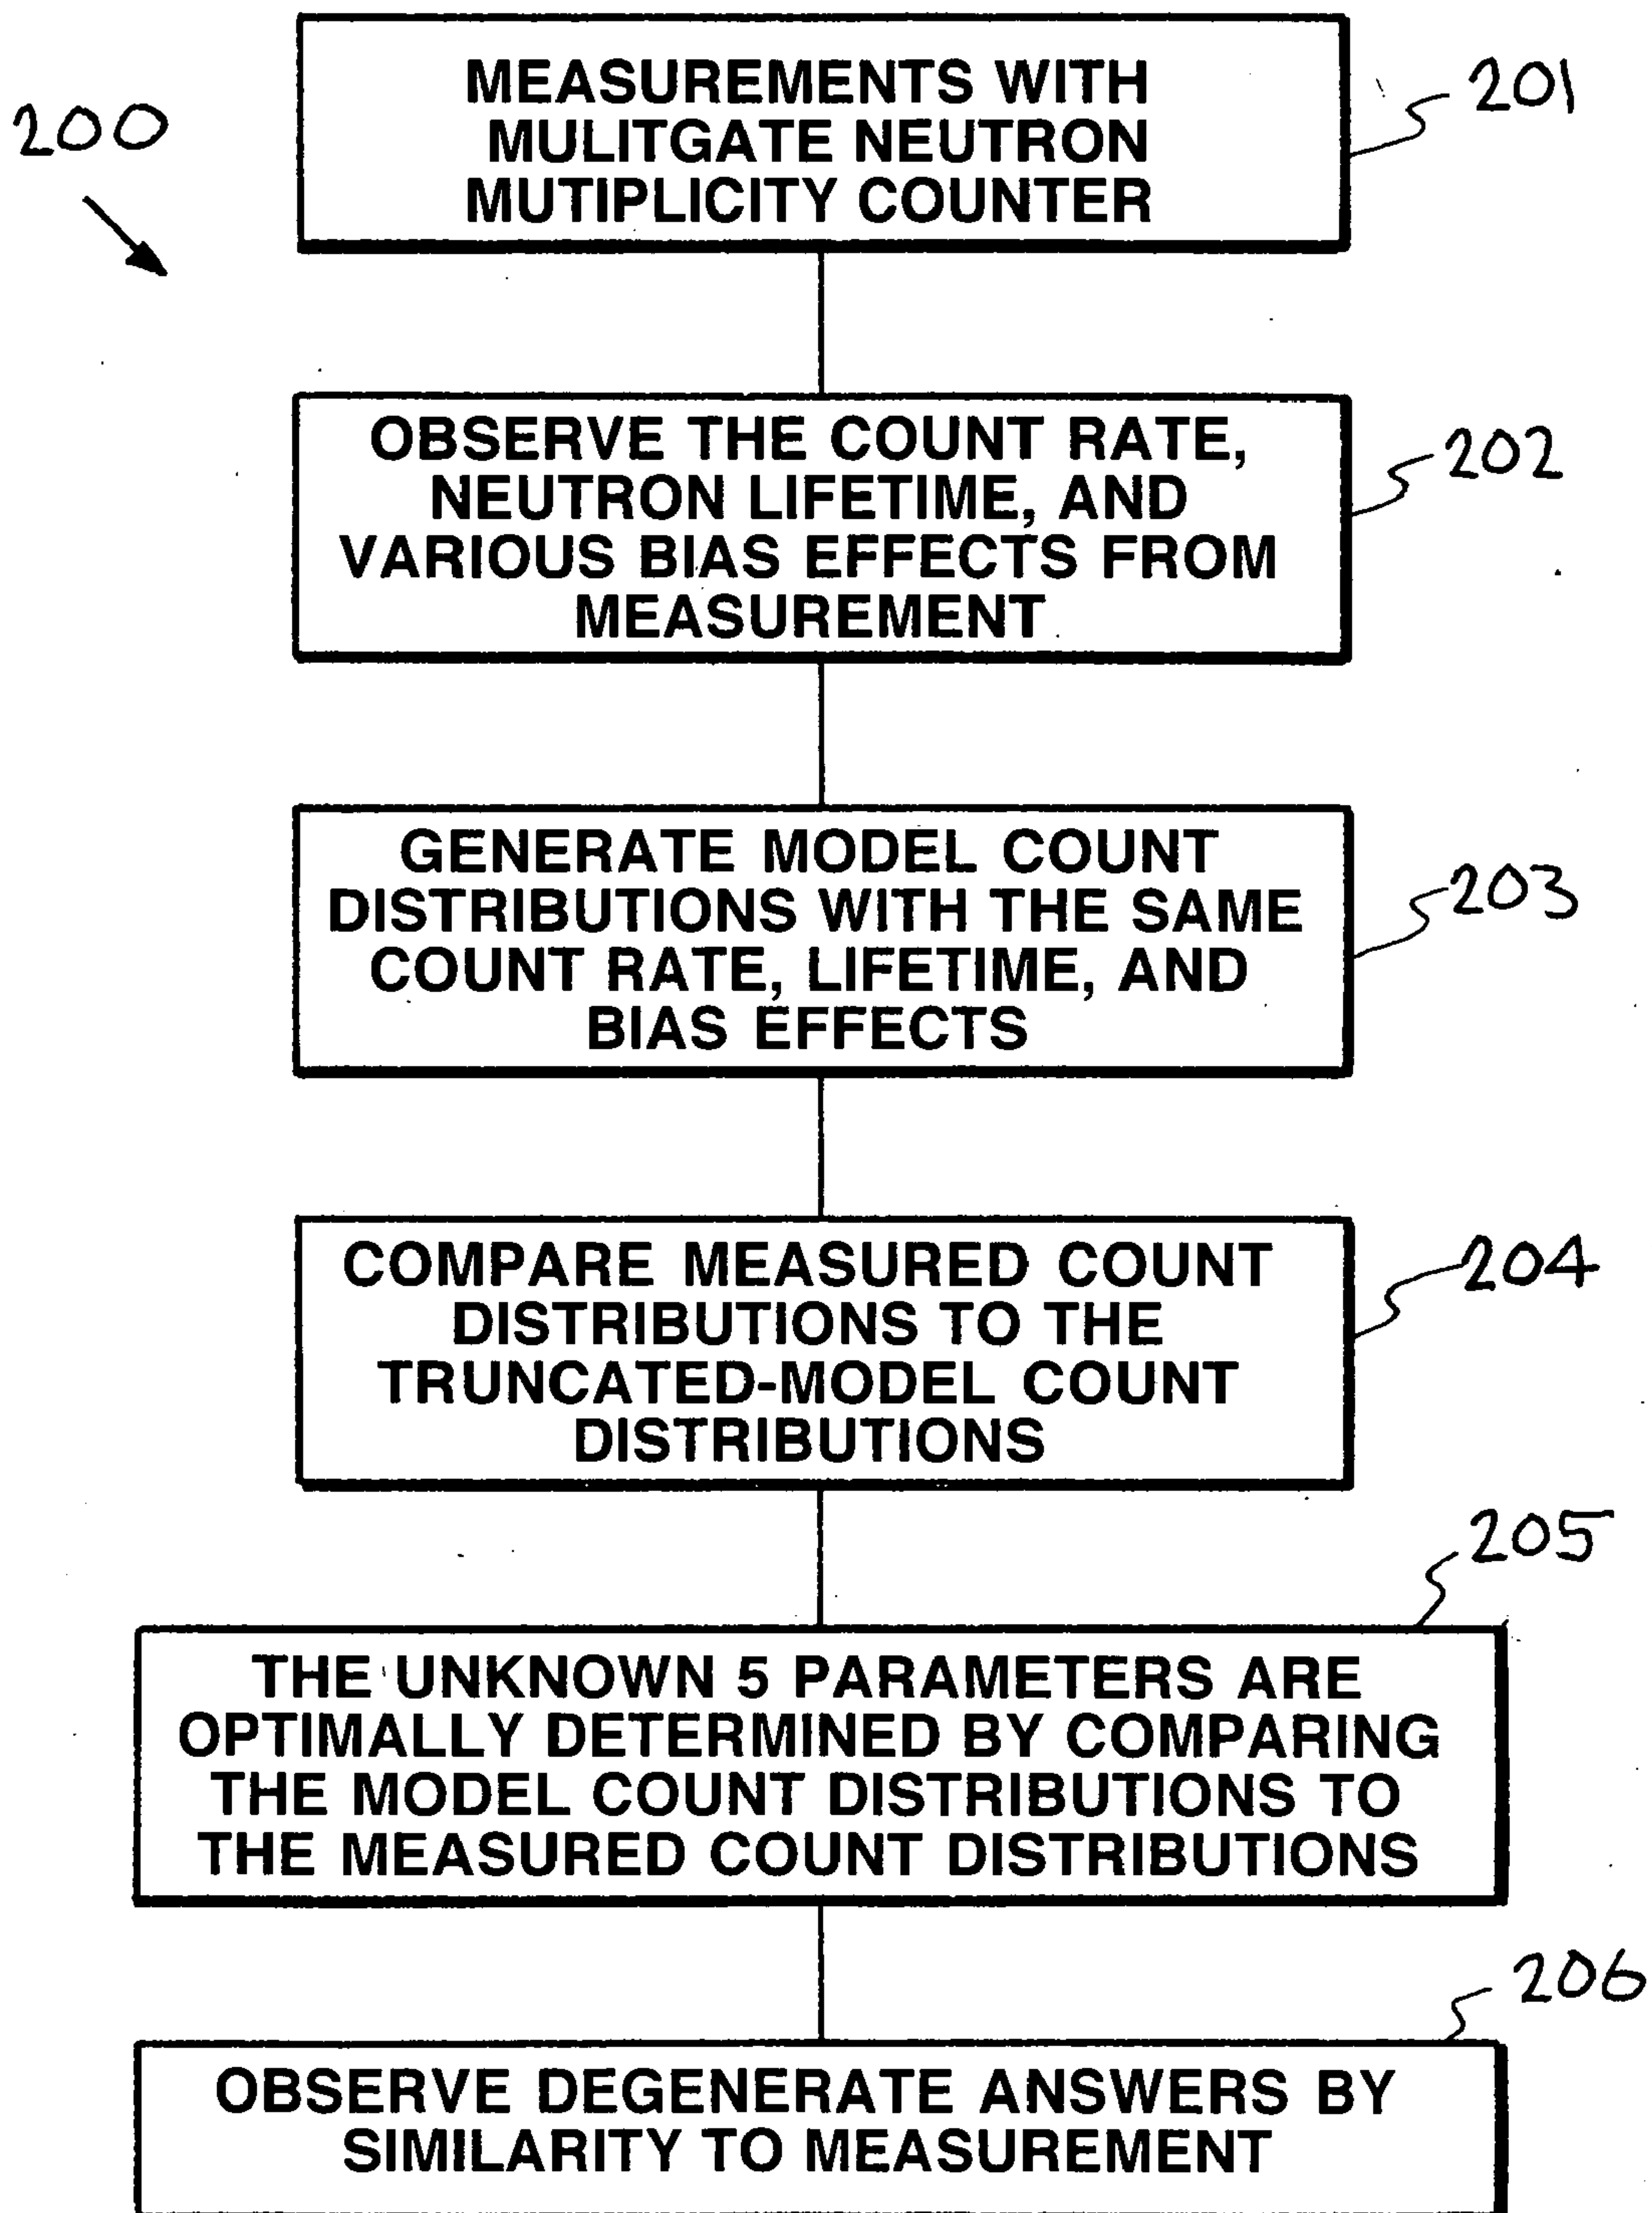 200
MEASUREMENTS WITH
MULITGATE NEUTRON
MUTIPLICITY COUNTER
201
OBSERVE THE COUNT RATE,
NEUTRON LIFETIME, AND
VARIOUS BIAS EFFECTS FROM
MEASUREMENT
202
GENERATE MODEL COUNT
DISTRIBUTIONS WITH THE SAME
COUNT RATE, LIFETIME, AND
BIAS EFFECTS
203
COMPARE MEASURED COUNT
DISTRIBUTIONS TO THE
TRUNCATED-MODEL COUNT
DISTRIBUTIONS
204
205
THE UNKNOWN 5 PARAMETERS ARE
OPTIMALLY DETERMINED BY COMPARING
THE MODEL COUNT DISTRIBUTIONS TO
THE MEASURED COUNT DISTRIBUTIONS
206
OBSERVE DEGENERATE ANSWERS BY
SIMILARITY TO MEASUREMENT